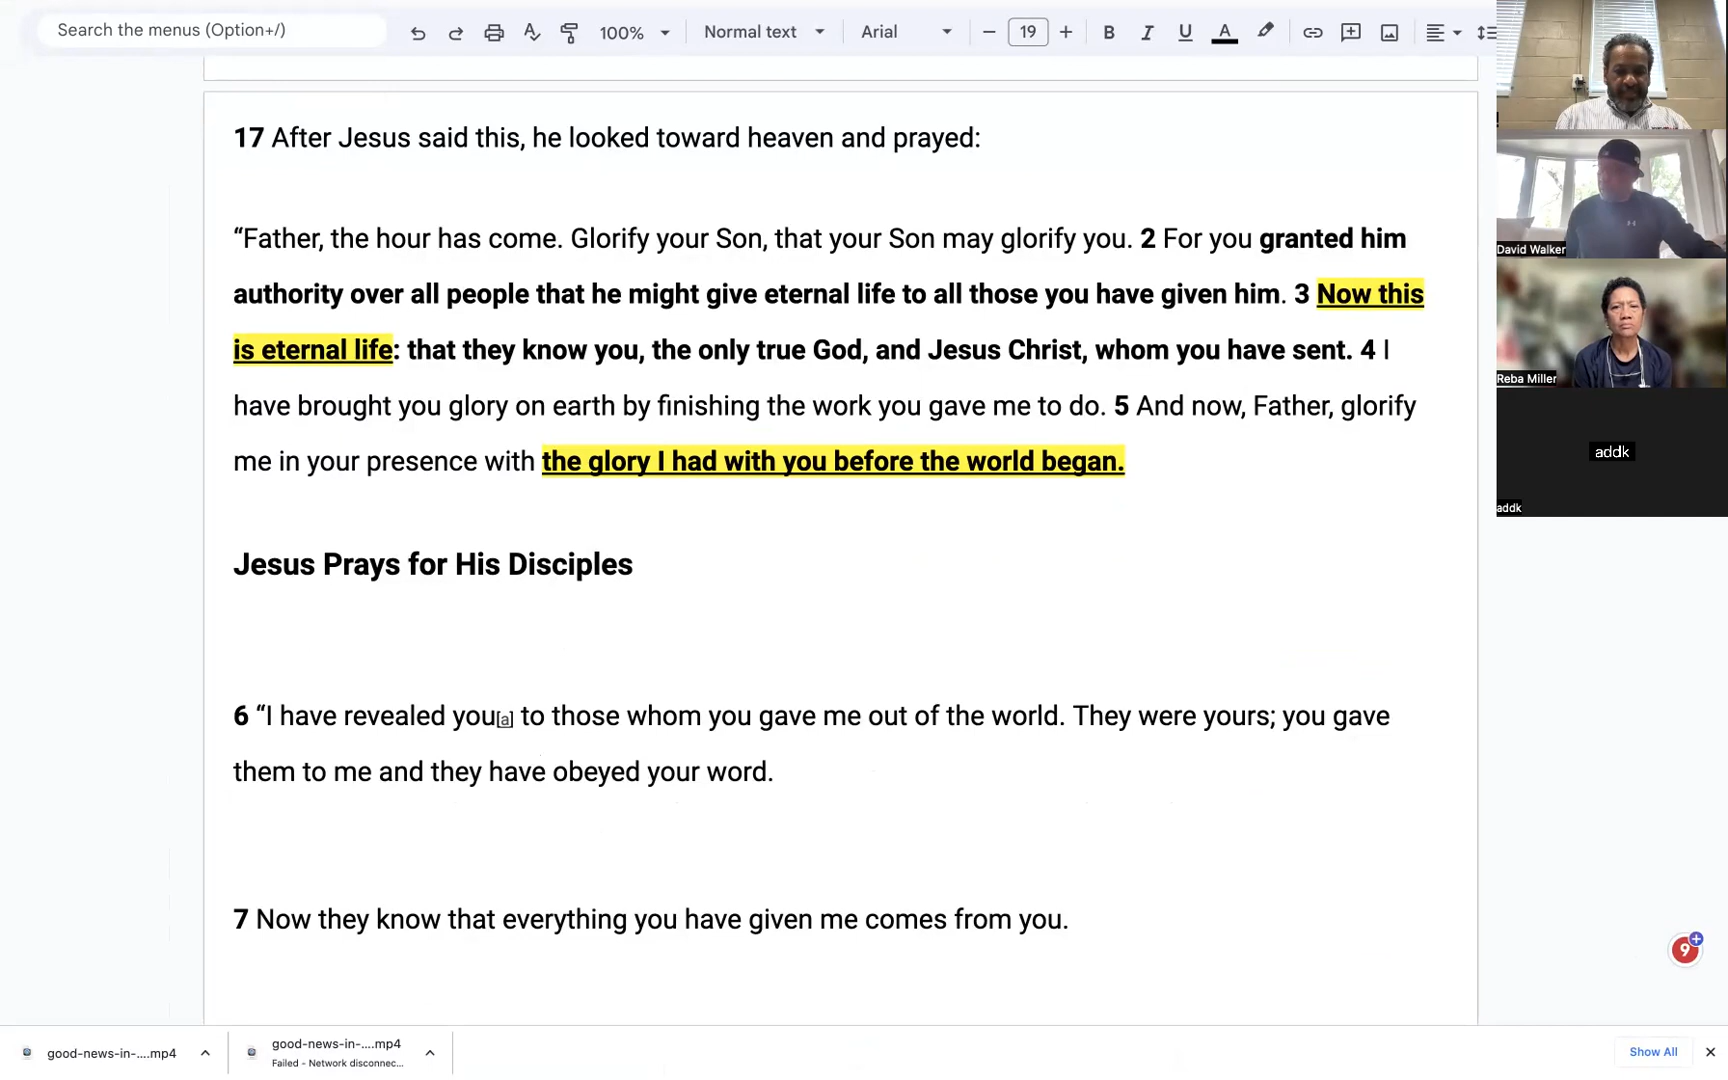 Search the menus (Option+/)
100%
Normal text
Arial
19
B
I
U
A
17 After Jesus said this, he looked toward heaven and prayed:
“Father, the hour has come. Glorify your Son, that your Son may glorify you. 2 For you granted him
authority over all people that he might give eternal life to all those you have given him. 3 Now this
is eternal life: that they know you, the only true God, and Jesus Christ, whom you have sent. 4 I
have brought you glory on earth by finishing the work you gave me to do. 5 And now, Father, glorify
me in your presence with the glory I had with you before the world began.
Jesus Prays for His Disciples
6 “I have revealed you[a] to those whom you gave me out of the world. They were yours; you gave
them to me and they have obeyed your word.
7 Now they know that everything you have given me comes from you.
David Walker
Reba Miller
addk
addk
9
good-news-in-....mp4
good-news-in-....mp4
Failed - Network disconnec...
Show All